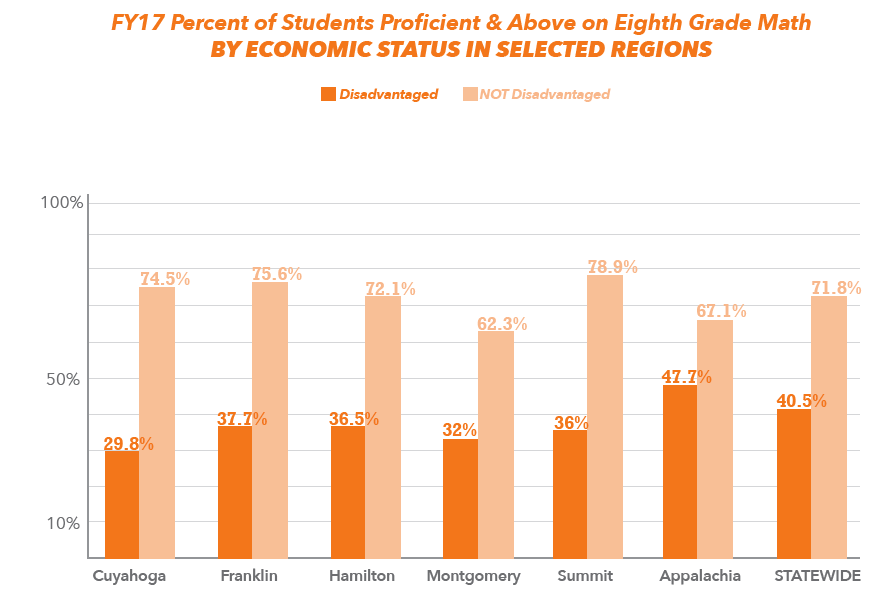 FY17 Percent of Students Proficient & Above on Eighth Grade Math
BY ECONOMIC STATUS IN SELECTED REGIONS
Disadvantaged NOT Disadvantaged
100%
50%
10%
74.5% 75.6% 72.1% 62.3% 78.9% 67.1% 71.8%
29.8% 37.7% 36.5% 32% 36% 47.7% 40.5%
Cuyahoga Franklin Hamilton Montgomery Summit Appalachia STATEWIDE